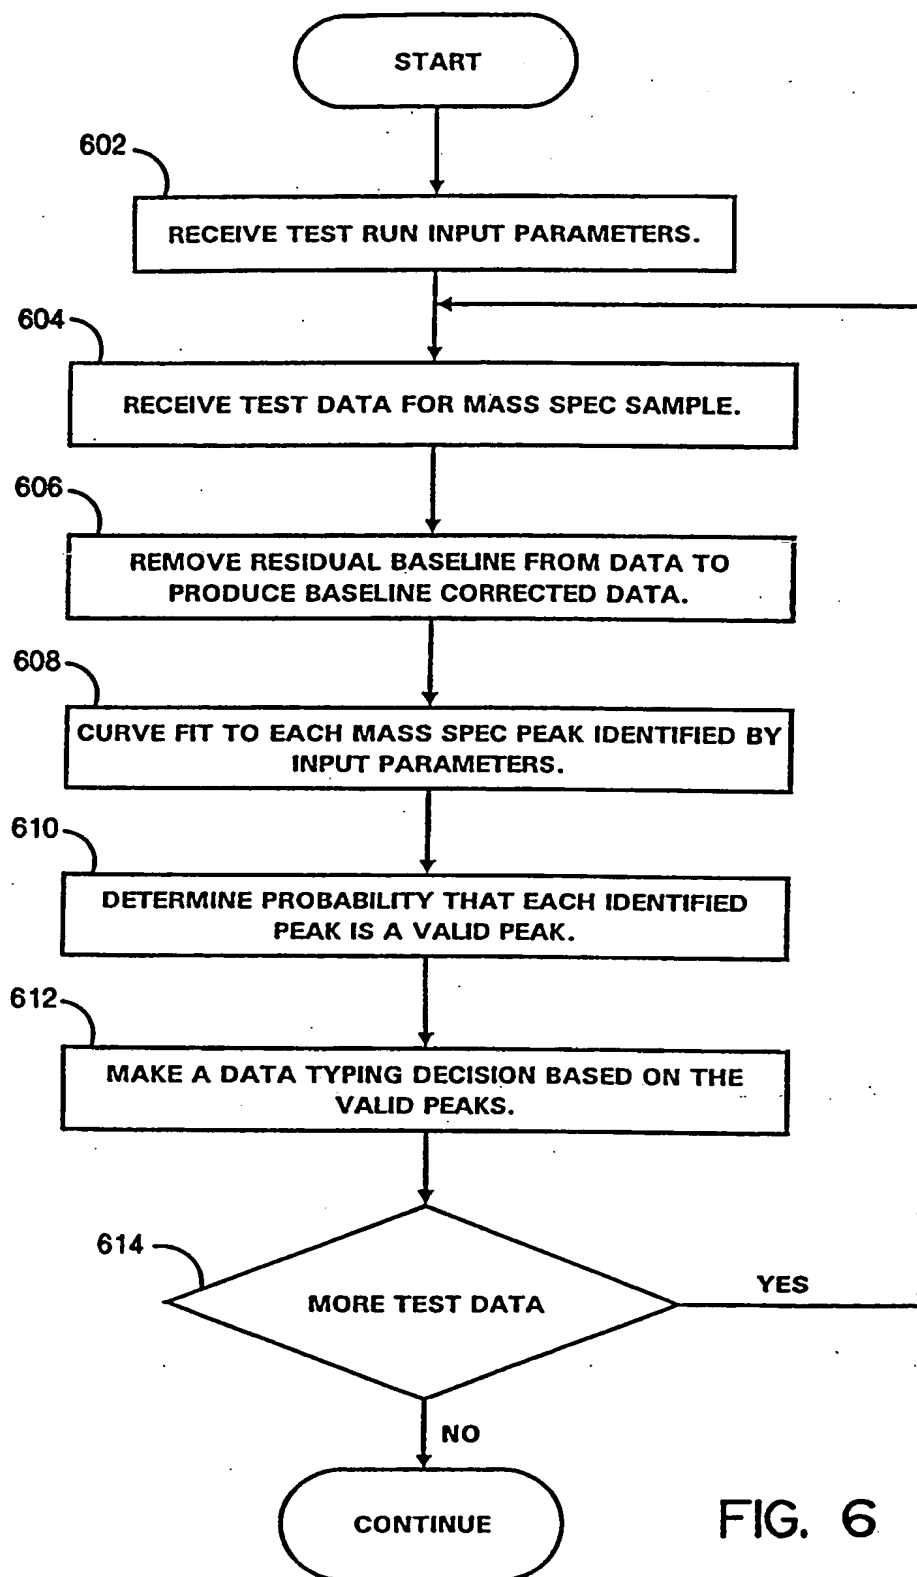 START
602
RECEIVE TEST RUN INPUT PARAMETERS.
604
RECEIVE TEST DATA FOR MASS SPEC SAMPLE.
606
REMOVE RESIDUAL BASELINE FROM DATA TO
PRODUCE BASELINE CORRECTED DATA.
608
CURVE FIT TO EACH MASS SPEC PEAK IDENTIFIED BY
INPUT PARAMETERS.
610
DETERMINE PROBABILITY THAT EACH IDENTIFIED
PEAK IS A VALID PEAK.
612
MAKE A DATA TYPING DECISION BASED ON THE
VALID PEAKS.
614
MORE TEST DATA
YES
NO
CONTINUE
FIG. 6